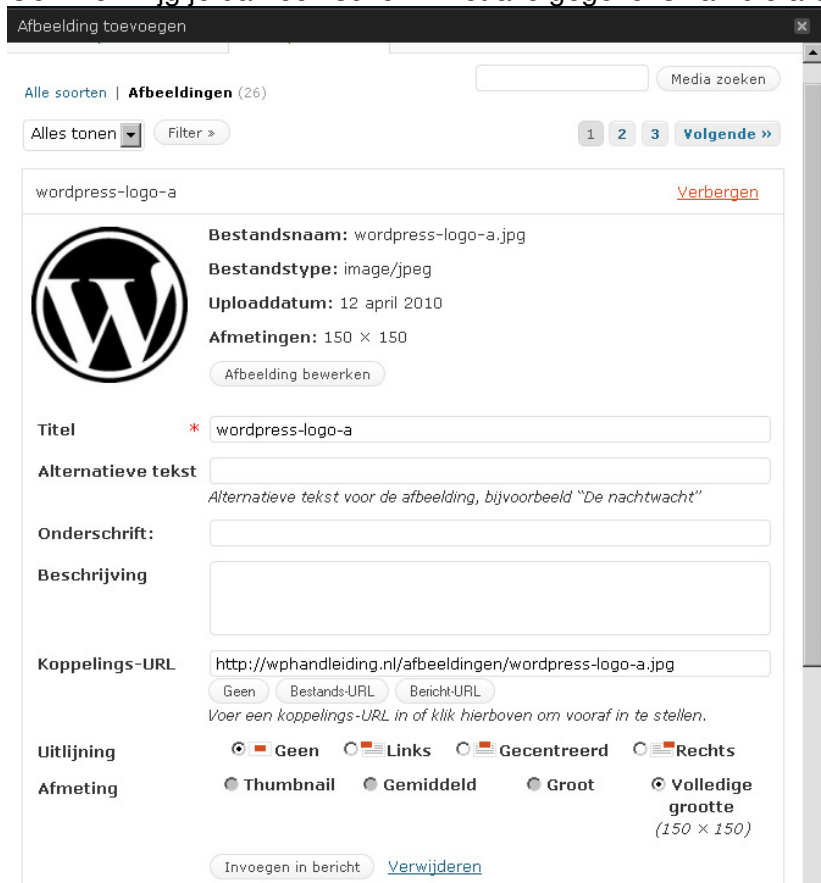 Afbeelding toevoegen
Media zoeken
Alle soorten | Afbeeldingen (26)
Alles tonen Filter » 1 2 3 Volgende »
wordpress-logo-a Verbergen
Bestandsnaam: wordpress-logo-a.jpg
Bestandstype: image/jpeg
Uploaddatum: 12 april 2010
Afmetingen: 150 × 150
Afbeelding bewerken
Titel * wordpress-logo-a
Alternatieve tekst
Alternatieve tekst voor de afbeelding, bijvoorbeeld “De nachtwacht”
Onderschrift:
Beschrijving
Koppelings-URL http://wphandleiding.nl/afbeeldingen/wordpress-logo-a.jpg
Geen Bestands-URL Bericht-URL
Voer een koppelings-URL in of klik hierboven om vooraf in te stellen.
Uitlijning Geen Links Gecentreerd Rechts
Afmeting Thumbnail Gemiddeld Groot Volledige
grootte
(150 × 150)
Invoegen in bericht Verwijderen